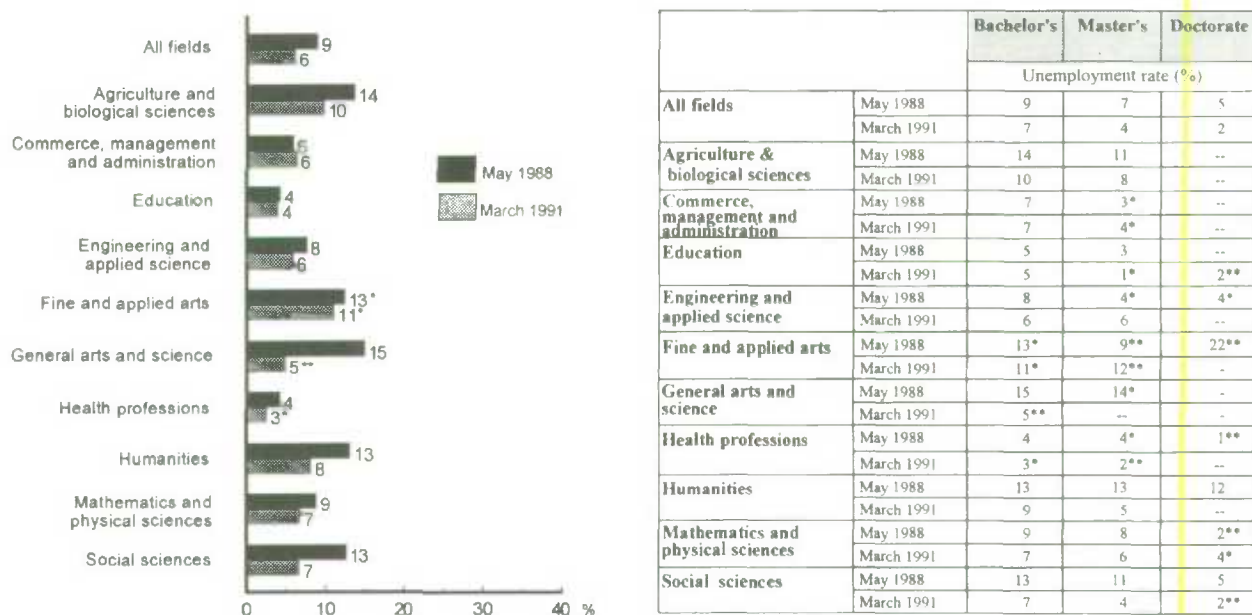 All fields
9
6
Agriculture and
biological sciences
14
10
Commerce, management
and administration
6
6
Education
4
4
Engineering and
applied science
8
6
Fine and applied arts
13*
11*
General arts and science
15
5**
Health professions
4
3*
Humanities
13
8
Mathematics and
physical sciences
9
7
Social sciences
13
7
0 10 20 30 40 %
May 1988
March 1991
Bachelor's Master's Doctorate
Unemployment rate (%)
All fields May 1988 9 7 5
March 1991 7 4 2
Agriculture & May 1988 14 11 --
biological sciences March 1991 10 8 --
Commerce, May 1988 7 3* --
management and
administration March 1991 7 4* --
Education May 1988 5 3 --
March 1991 5 1* 2**
Engineering and May 1988 8 4* 4*
applied science March 1991 6 6 --
Fine and applied arts May 1988 13* 9** 22**
March 1991 11* 12** -
General arts and May 1988 15 14* -
science March 1991 5** -- -
Health professions May 1988 4 4* 1**
March 1991 3* 2** --
Humanities May 1988 13 13 12
March 1991 9 5 --
Mathematics and May 1988 9 8 2**
physical sciences March 1991 7 6 4*
Social sciences May 1988 13 11 5
March 1991 7 4 2**